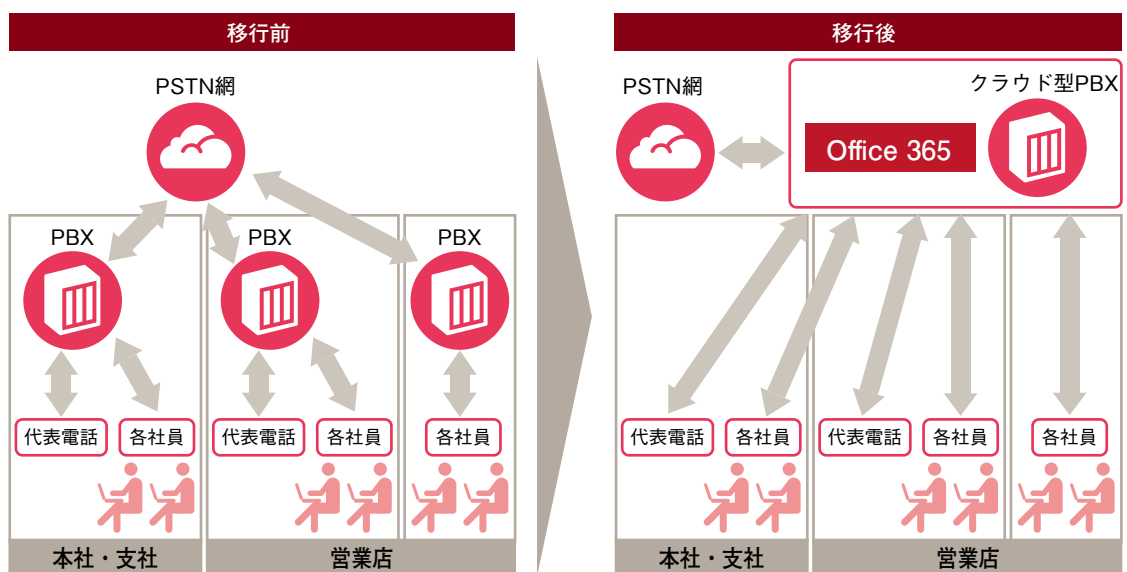 移行前
PSTN網
PBX
PBX
PBX
代表電話
各社員
代表電話
各社員
各社員
本社・支社
営業店
移行後
PSTN網
クラウド型PBX
Office 365
代表電話
各社員
代表電話
各社員
各社員
本社・支社
営業店